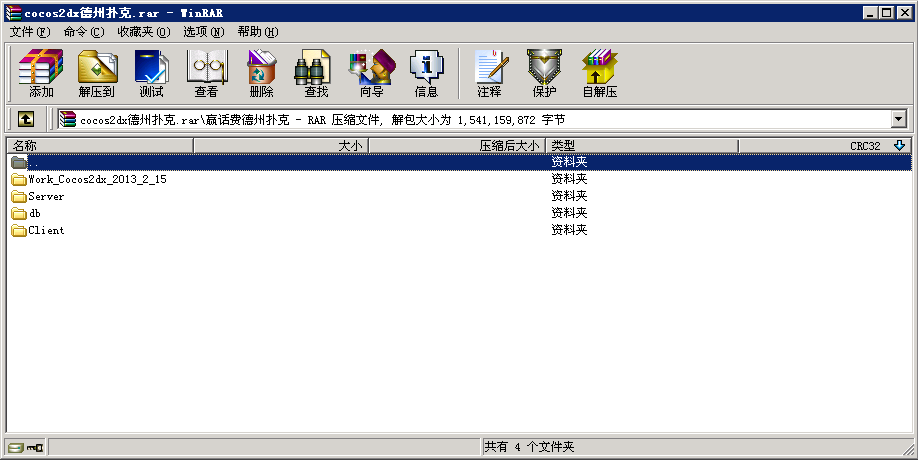 cocos2dx德州扑克.rar - WinRAR
文件(F) 命令(C) 收藏夹(O) 选项(N) 帮助(H)
添加 解压到 测试 查看 删除 查找 向导 信息 注释 保护 自解压
cocos2dx德州扑克.rar\赢话费德州扑克 - RAR 压缩文件, 解包大小为 1,541,159,872 字节
名称 大小 压缩后大小 类型 CRC32
.. 资料夹
Work_Cocos2dx_2013_2_15 资料夹
Server 资料夹
db 资料夹
Client 资料夹
共有 4 个文件夹